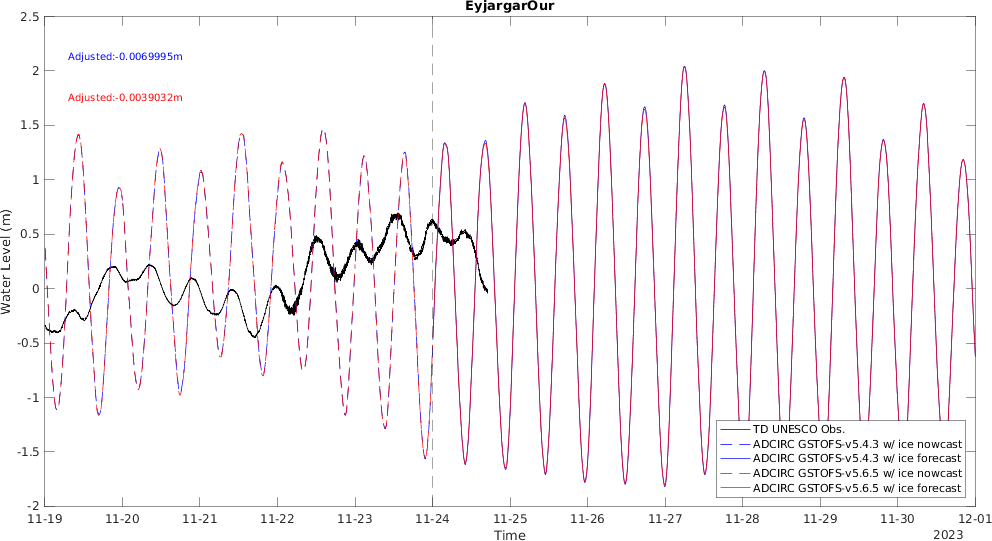 EyjargarOur
Adjusted:-0.0069995m
Adjusted:-0.0039032m
Water Level (m)
2.5
2
1.5
1
0.5
0
-0.5
-1
-1.5
-2
TD UNESCO Obs.
ADCIRC GSTOFS-v5.4.3 w/ ice nowcast
ADCIRC GSTOFS-v5.4.3 w/ ice forecast
ADCIRC GSTOFS-v5.6.5 w/ ice nowcast
ADCIRC GSTOFS-v5.6.5 w/ ice forecast
11-19 11-20 11-21 11-22 11-23 11-24 11-25 11-26 11-27 11-28 11-29 11-30 12-01
Time
2023